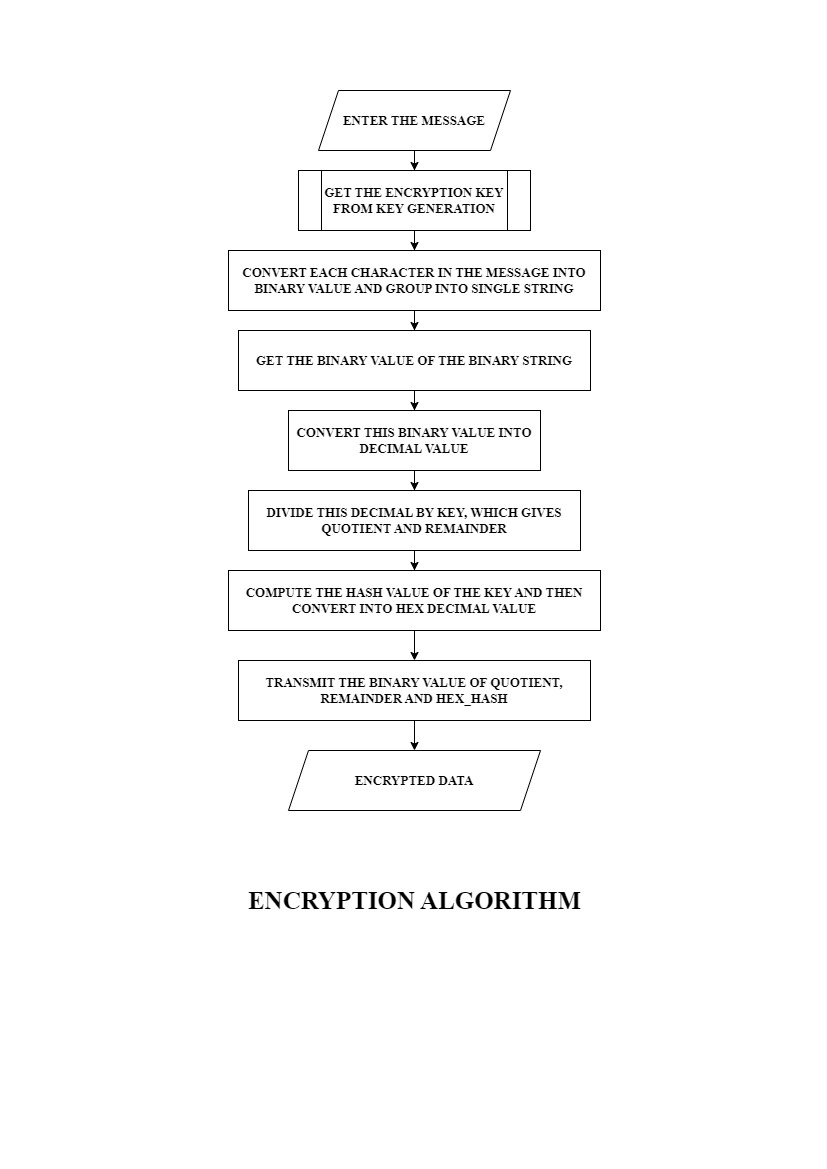 ENTER THE MESSAGE
GET THE ENCRYPTION KEY
FROM KEY GENERATION
CONVERT EACH CHARACTER IN THE MESSAGE INTO
BINARY VALUE AND GROUP INTO SINGLE STRING
GET THE BINARY VALUE OF THE BINARY STRING
CONVERT THIS BINARY VALUE INTO
DECIMAL VALUE
DIVIDE THIS DECIMAL BY KEY, WHICH GIVES
QUOTIENT AND REMAINDER
COMPUTE THE HASH VALUE OF THE KEY AND THEN
CONVERT INTO HEX DECIMAL VALUE
TRANSMIT THE BINARY VALUE OF QUOTIENT,
REMAINDER AND HEX_HASH
ENCRYPTED DATA
ENCRYPTION ALGORITHM